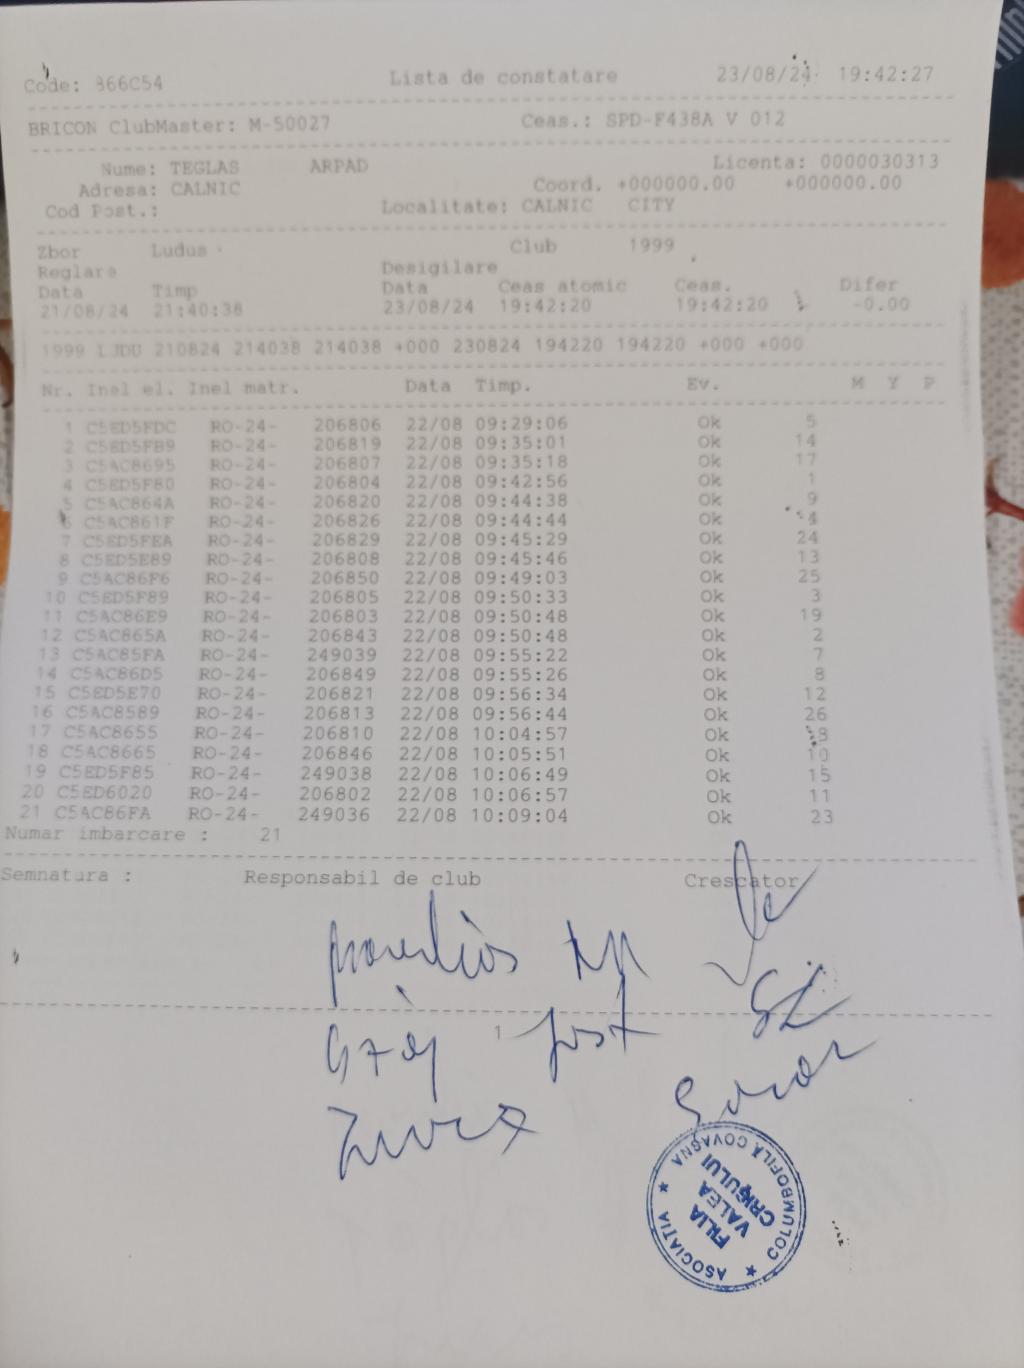 Code: 866C54 Lista de constatare 23/08/24 19:42:27
BRICON ClubMaster: M-50027 Ceas.: SPD-F438A V 012
Nume: TEGLAS ARPAD Licenta: 0000030313
Adresa: CALNIC Coord. +000000.00 +000000.00
Cod Post.: Localitate: CALNIC CITY
Zbor Ludus Club 1999
Reglare Desigilare
Data Timp Data Ceas atomic Ceas. Difer
21/08/24 21:40:38 23/08/24 19:42:20 19:42:20 -0.00
1999 LUDU 210824 214038 214038 +000 230824 194220 194220 +000 +000
Nr. Inel el. Inel matr. Data Timp. Ev. M Y P
1 C5ED5FDC RO-24- 206806 22/08 09:29:06 Ok 5
2 C5ED5FB9 RO-24- 206819 22/08 09:35:01 Ok 14
3 C5AC8695 RO-24- 206807 22/08 09:35:18 Ok 17
4 C5ED5F80 RO-24- 206804 22/08 09:42:56 Ok 1
5 C5AC864A RO-24- 206820 22/08 09:44:38 Ok 9
6 C5AC861F RO-24- 206826 22/08 09:44:44 Ok 4
7 C5ED5FEA RO-24- 206829 22/08 09:45:29 Ok 24
8 C5ED5E89 RO-24- 206808 22/08 09:45:46 Ok 13
9 C5AC86F6 RO-24- 206850 22/08 09:49:03 Ok 25
10 C5ED5F89 RO-24- 206805 22/08 09:50:33 Ok 3
11 C5AC86E9 RO-24- 206803 22/08 09:50:48 Ok 19
12 C5AC865A RO-24- 206843 22/08 09:50:48 Ok 2
13 C5AC85FA RO-24- 249039 22/08 09:55:22 Ok 7
14 C5AC86D5 RO-24- 206849 22/08 09:55:26 Ok 8
15 C5ED5E70 RO-24- 206821 22/08 09:56:34 Ok 12
16 C5AC8589 RO-24- 206813 22/08 09:56:44 Ok 26
17 C5AC8655 RO-24- 206810 22/08 10:04:57 Ok
18 C5AC8665 RO-24- 206846 22/08 10:05:51 Ok 10
19 C5ED5F85 RO-24- 249038 22/08 10:06:49 Ok 15
20 C5ED6020 RO-24- 206802 22/08 10:06:57 Ok 11
21 C5AC86FA RO-24- 249036 22/08 10:09:04 Ok 23
Numar imbarcare : 21
Semnatura : Responsabil de club Crescator
1
ASOCIATIA ★ COLUMBOFILA COVASNA ★
FILIA
VALEA
CRISULUI